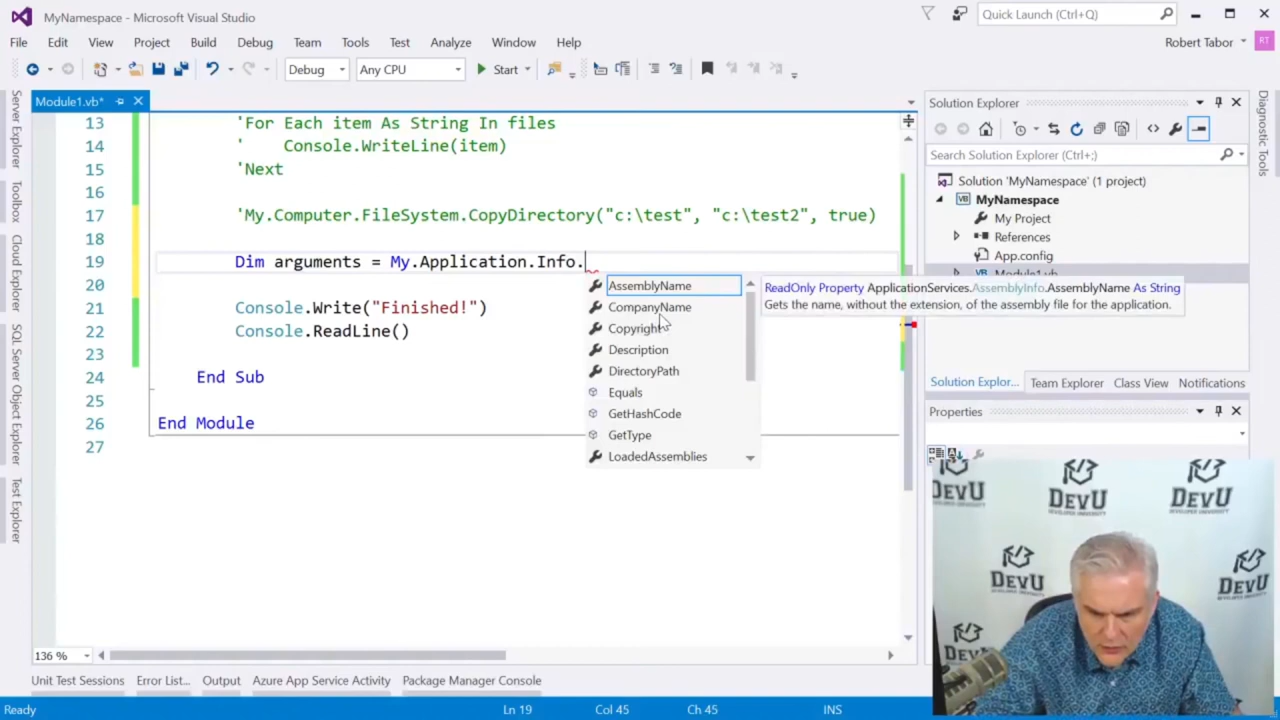 MyNamespace - Microsoft Visual Studio
Quick Launch (Ctrl+Q)
File Edit View Project Build Debug Team Tools Test Analyze Window Help
Robert Tabor RT
Debug Any CPU Start
Server Explorer
Toolbox
Cloud Explorer
SQL Server Object Explorer
Test Explorer
Module1.vb*
13 'For Each item As String In files
14 ' Console.WriteLine(item)
15 'Next
16
17 'My.Computer.FileSystem.CopyDirectory("c:\test", "c:\test2", true)
18
19 Dim arguments = My.Application.Info.
20
21 Console.Write("Finished!")
22 Console.ReadLine()
23
24 End Sub
25
26 End Module
27
AssemblyName
CompanyName
Copyright
Description
DirectoryPath
Equals
GetHashCode
GetType
LoadedAssemblies
ReadOnly Property ApplicationServices.AssemblyInfo.AssemblyName As String
Gets the name, without the extension, of the assembly file for the application.
Solution Explorer
Search Solution Explorer (Ctrl+;)
Solution 'MyNamespace' (1 project)
VB MyNamespace
My Project
References
App.config
Module1.vb
Solution Explor... Team Explorer Class View Notifications
Properties
Diagnostic Tools
DEVU DEVU DEVU
DEVELOPER UNIVERSITY
DEVU DEVU
136 %
Unit Test Sessions Error List... Output Azure App Service Activity Package Manager Console
Ready Ln 19 Col 45 Ch 45 INS